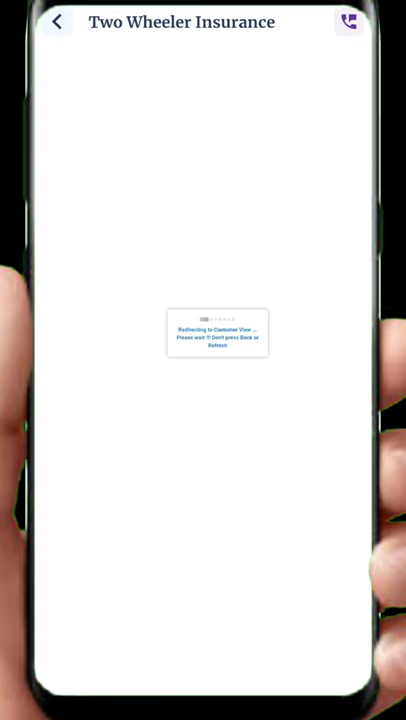 Two Wheeler Insurance
Redirecting to Customer View ...
Please wait !!! Don't press Back or
Refresh